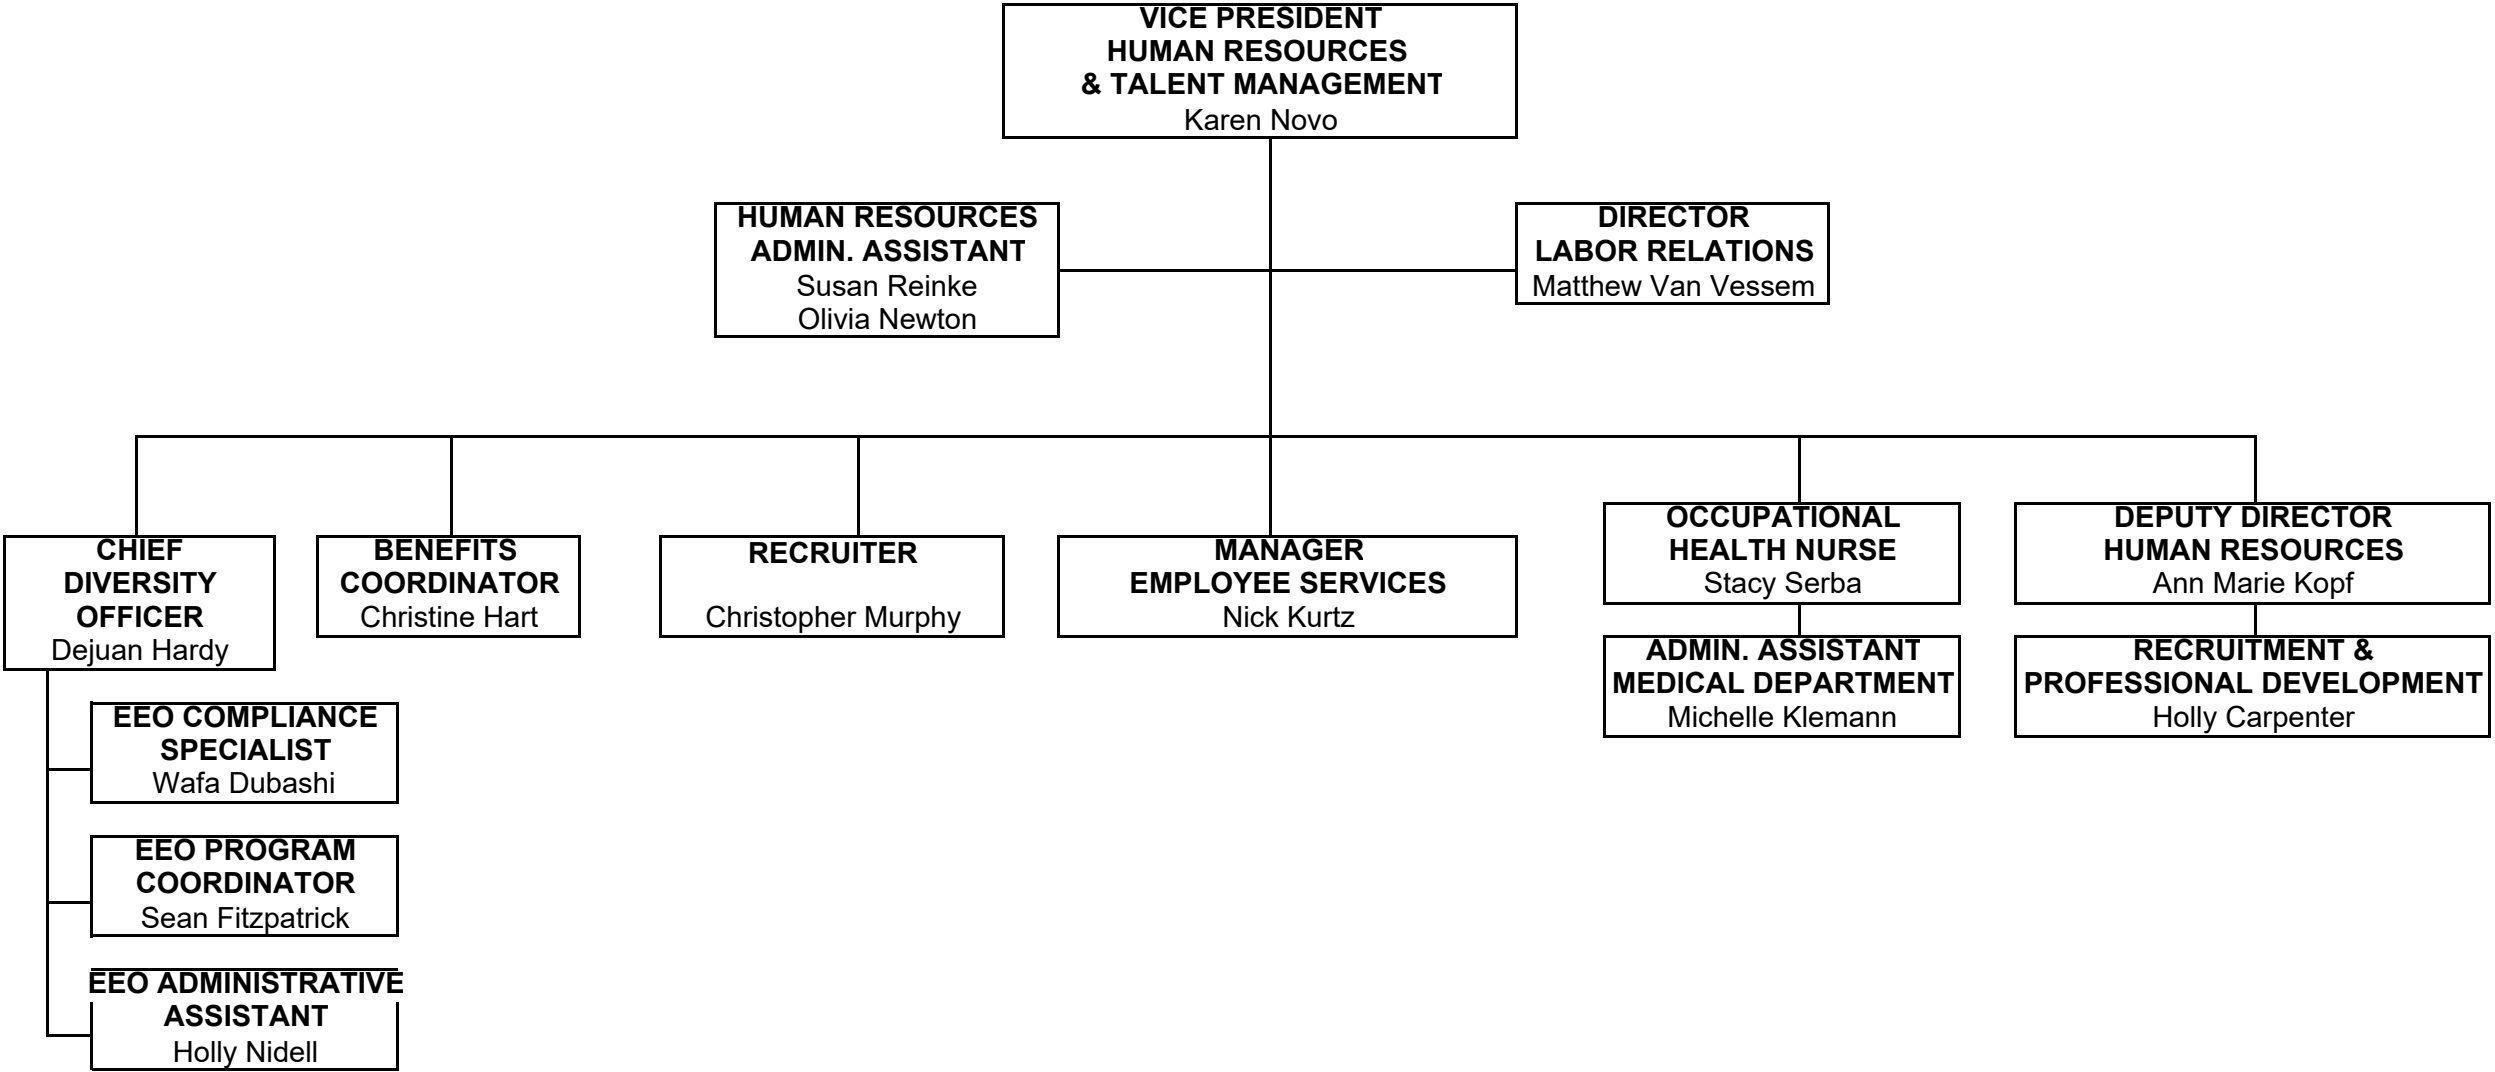 VICE PRESIDENT
HUMAN RESOURCES
& TALENT MANAGEMENT
Karen Novo
HUMAN RESOURCES
ADMIN. ASSISTANT
Susan Reinke
Olivia Newton
DIRECTOR
LABOR RELATIONS
Matthew Van Vessem
CHIEF
DIVERSITY
OFFICER
Dejuan Hardy
BENEFITS
COORDINATOR
Christine Hart
RECRUITER
Christopher Murphy
MANAGER
EMPLOYEE SERVICES
Nick Kurtz
OCCUPATIONAL
HEALTH NURSE
Stacy Serba
DEPUTY DIRECTOR
HUMAN RESOURCES
Ann Marie Kopf
ADMIN. ASSISTANT
MEDICAL DEPARTMENT
Michelle Klemann
RECRUITMENT &
PROFESSIONAL DEVELOPMENT
Holly Carpenter
EEO COMPLIANCE
SPECIALIST
Wafa Dubashi
EEO PROGRAM
COORDINATOR
Sean Fitzpatrick
EEO ADMINISTRATIVE
ASSISTANT
Holly Nidell